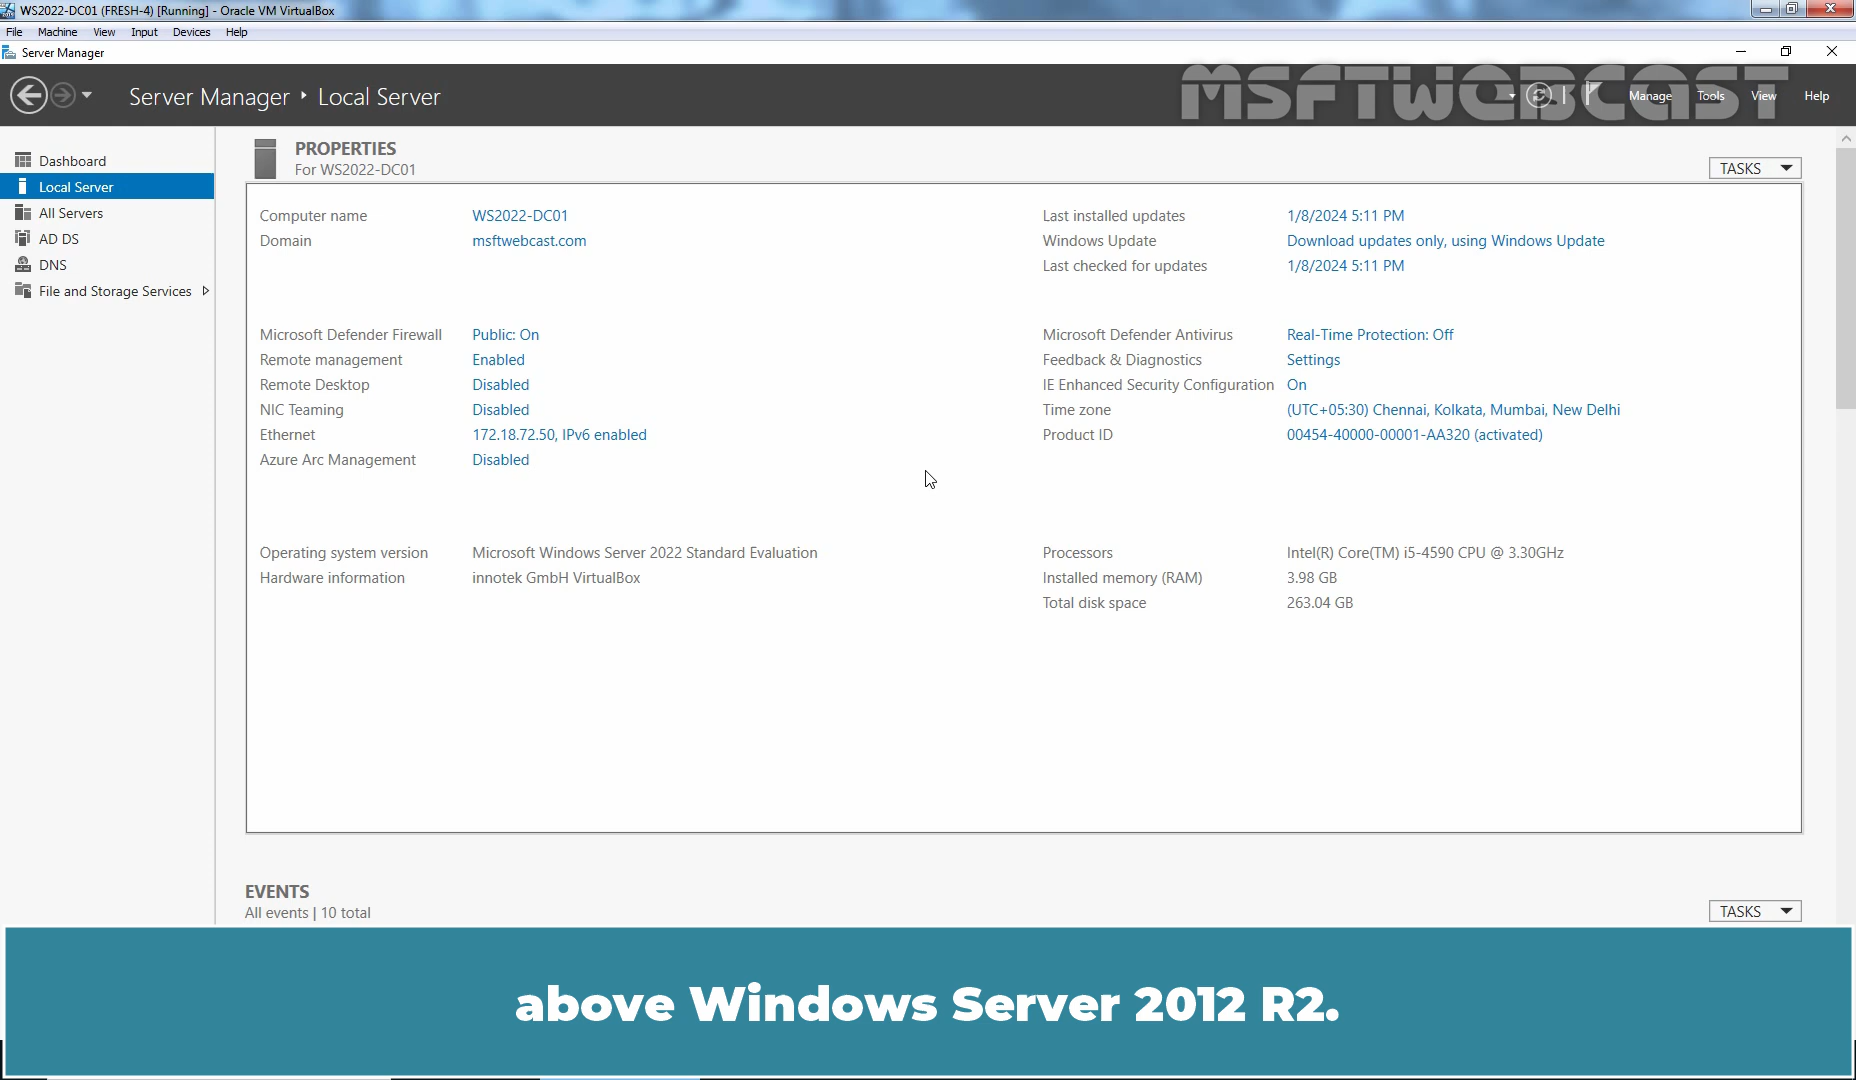 WS2022-DC01 (FRESH-4) [Running] - Oracle VM VirtualBox
File Machine View Input Devices Help
Server Manager
Server Manager ‣ Local Server
MSFTWEBCAST
Manage Tools View Help
Dashboard
Local Server
All Servers
AD DS
DNS
File and Storage Services
PROPERTIES
For WS2022-DC01
TASKS
Computer name WS2022-DC01
Domain msftwebcast.com
Last installed updates 1/8/2024 5:11 PM
Windows Update Download updates only, using Windows Update
Last checked for updates 1/8/2024 5:11 PM
Microsoft Defender Firewall Public: On
Remote management Enabled
Remote Desktop Disabled
NIC Teaming Disabled
Ethernet 172.18.72.50, IPv6 enabled
Azure Arc Management Disabled
Microsoft Defender Antivirus Real-Time Protection: Off
Feedback & Diagnostics Settings
IE Enhanced Security Configuration On
Time zone (UTC+05:30) Chennai, Kolkata, Mumbai, New Delhi
Product ID 00454-40000-00001-AA320 (activated)
Operating system version Microsoft Windows Server 2022 Standard Evaluation
Hardware information innotek GmbH VirtualBox
Processors Intel(R) Core(TM) i5-4590 CPU @ 3.30GHz
Installed memory (RAM) 3.98 GB
Total disk space 263.04 GB
EVENTS
All events | 10 total
TASKS
above Windows Server 2012 R2.